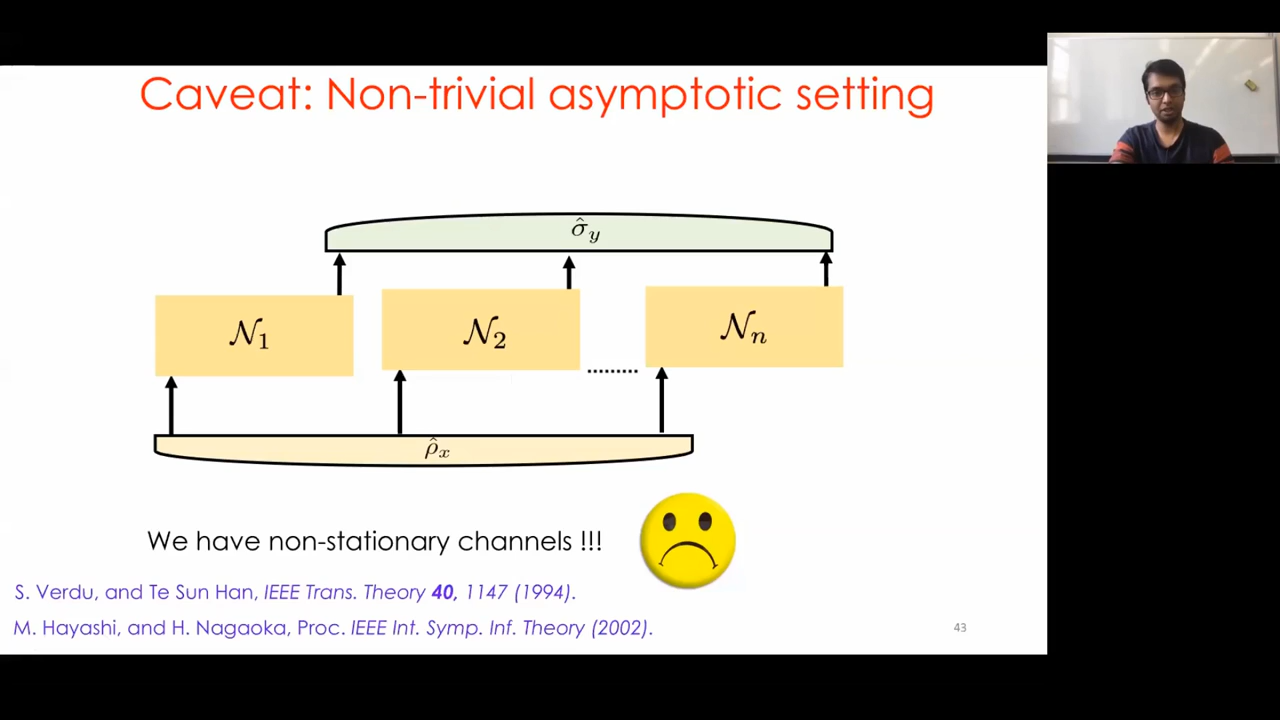 Caveat: Non-trivial asymptotic setting
σ̂_y
𝒩_1
𝒩_2
.........
𝒩_n
ρ̂_x
We have non-stationary channels !!!
S. Verdu, and Te Sun Han, IEEE Trans. Theory 40, 1147 (1994).
M. Hayashi, and H. Nagaoka, Proc. IEEE Int. Symp. Inf. Theory (2002).
43